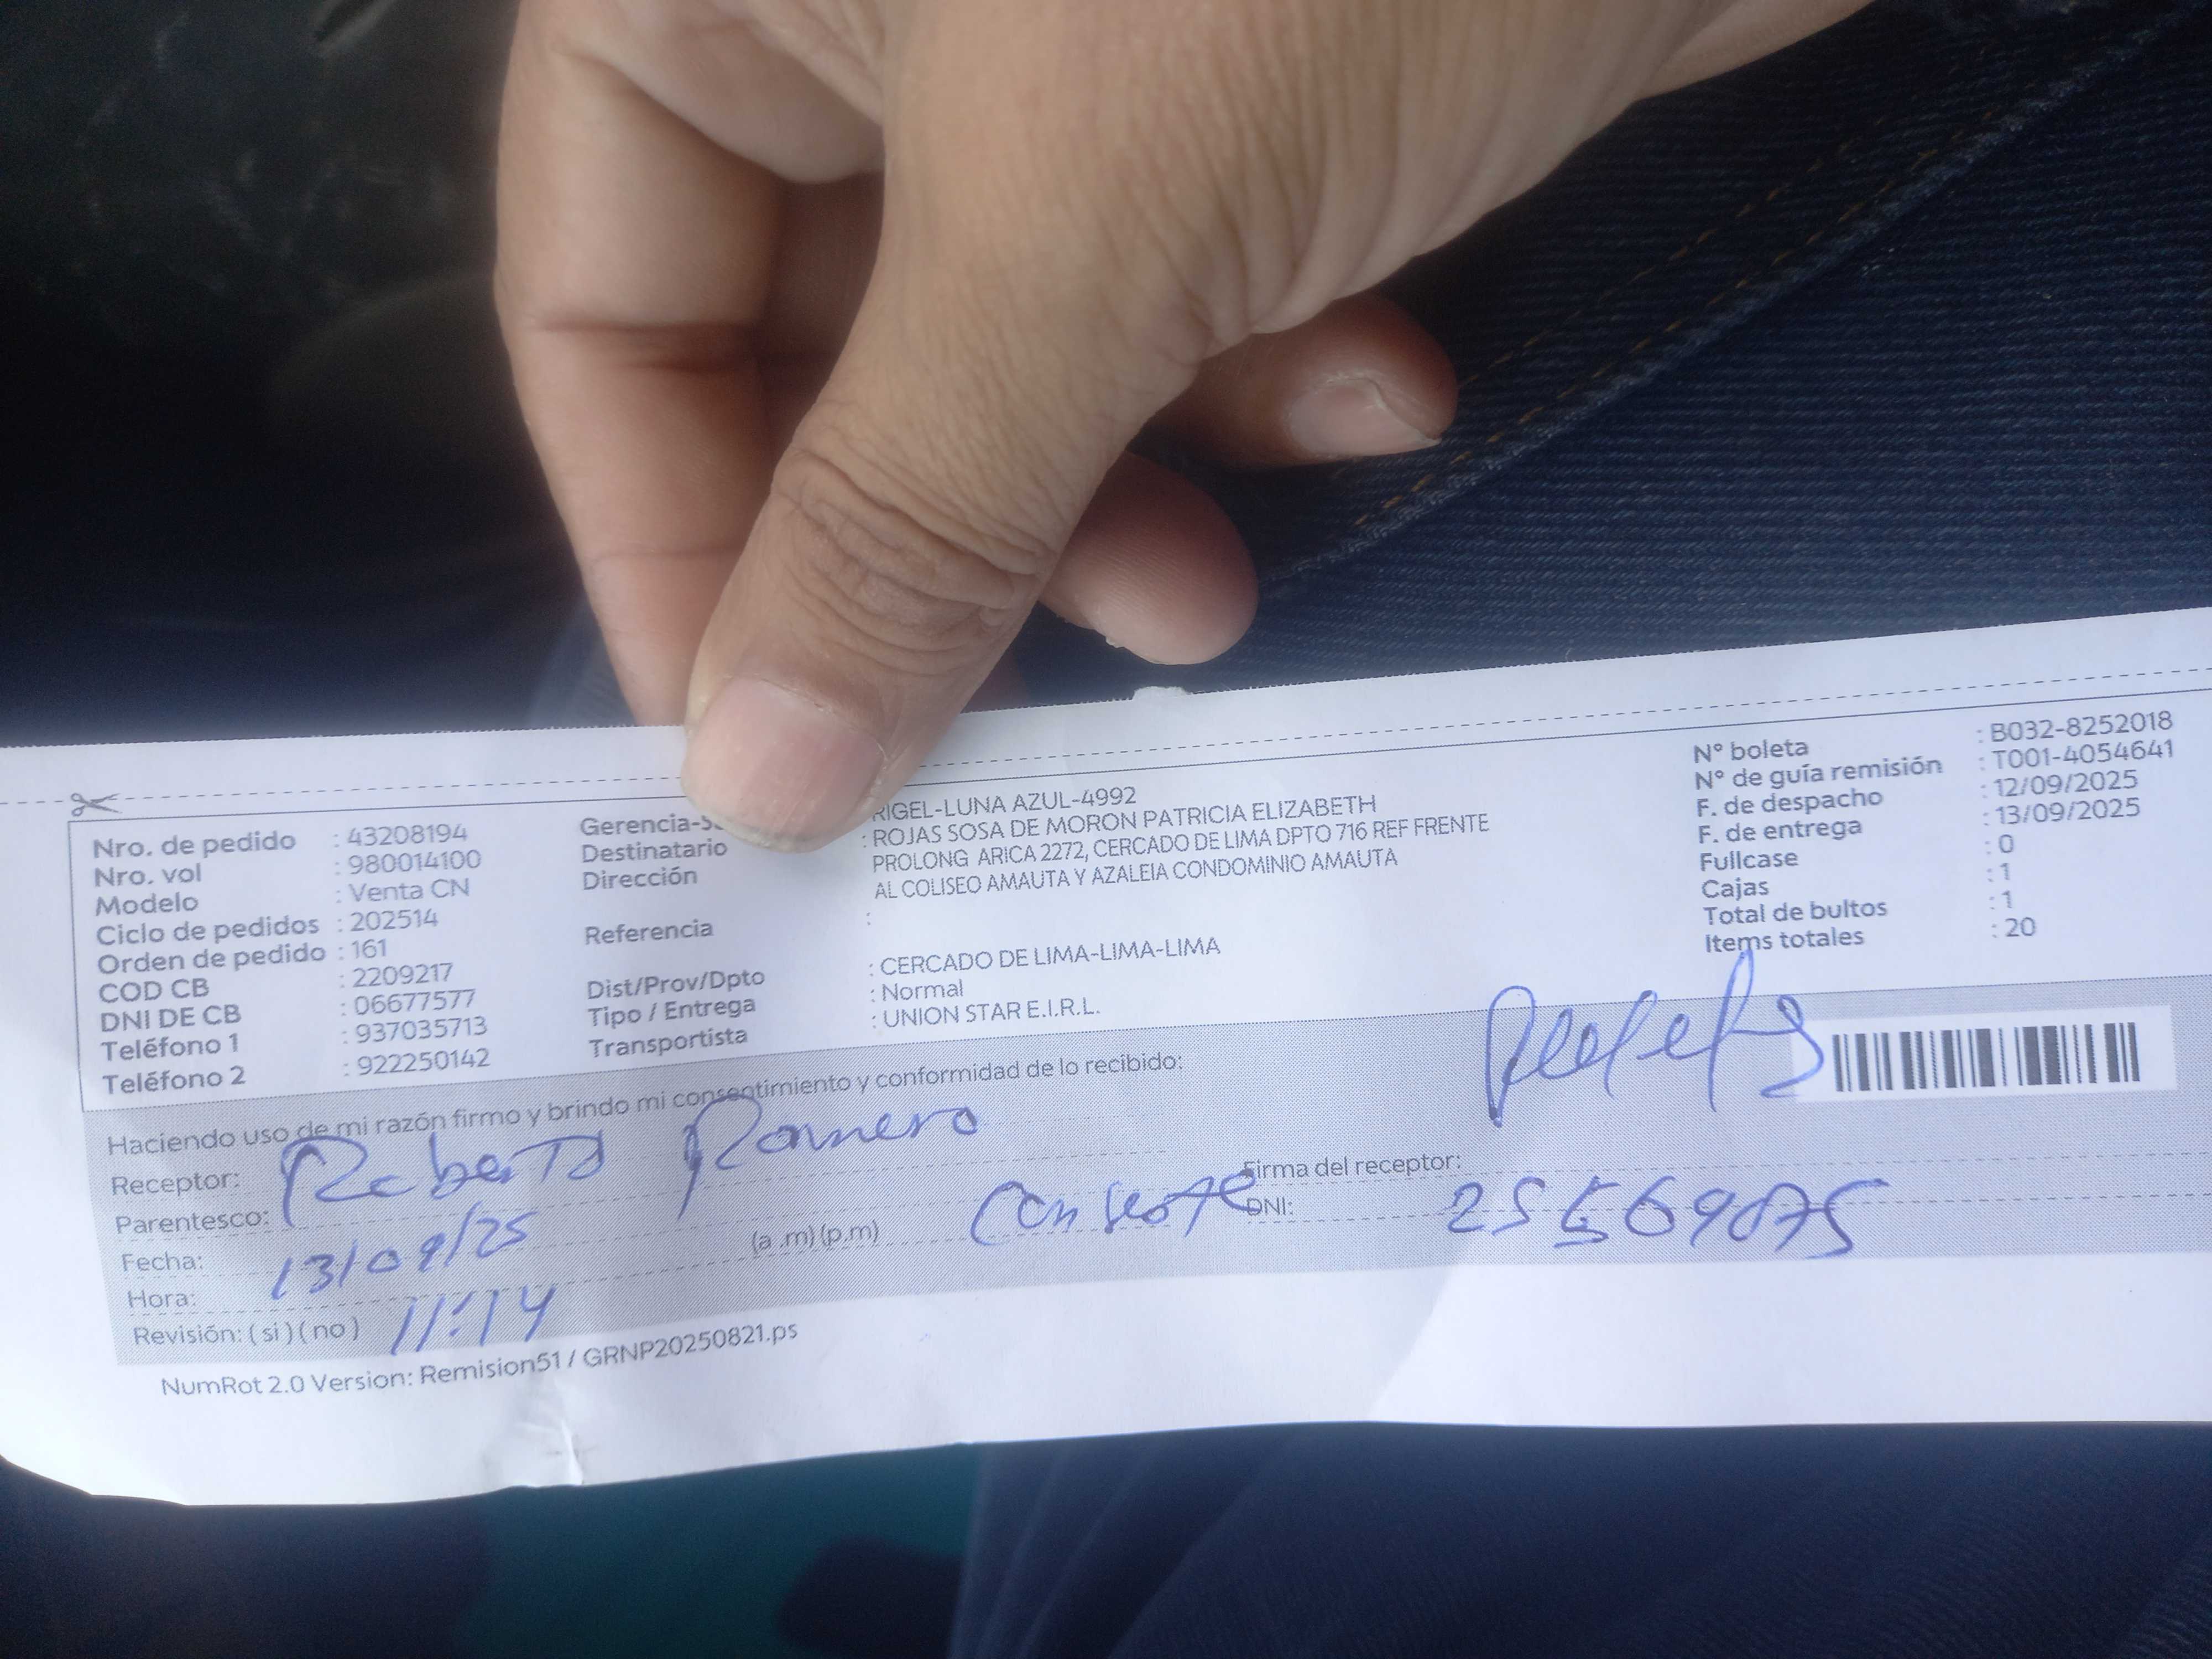 Nro. de pedido : 43208194
Nro. vol : 980014100
Modelo : Venta CN
Ciclo de pedidos : 202514
Orden de pedido : 161
COD CB : 2209217
DNI DE CB : 06677577
Teléfono 1 : 937035713
Teléfono 2 : 922250142
Gerencia-S RIGEL-LUNA AZUL-4992
Destinatario : ROJAS SOSA DE MORON PATRICIA ELIZABETH
Dirección PROLONG ARICA 2272, CERCADO DE LIMA DPTO 716 REF FRENTE
AL COLISEO AMAUTA Y AZALEIA CONDOMINIO AMAUTA
Referencia :
Dist/Prov/Dpto : CERCADO DE LIMA-LIMA-LIMA
Tipo / Entrega : Normal
Transportista : UNION STAR E.I.R.L.
N° boleta : B032-8252018
N° de guía remisión : T001-4054641
F. de despacho : 12/09/2025
F. de entrega : 13/09/2025
Fullcase : 0
Cajas : 1
Total de bultos : 1
Items totales : 20
Haciendo uso de mi razón firmo y brindo mi consentimiento y conformidad de lo recibido:
Receptor: Roberto Romero
Firma del receptor:
Parentesco:
DNI: 25569075
Fecha: 13/09/25
Hora: (a .m) (p.m)
Revisión: ( si ) ( no ) 11:14
NumRot 2.0 Version: Remision51 / GRNP20250821.ps